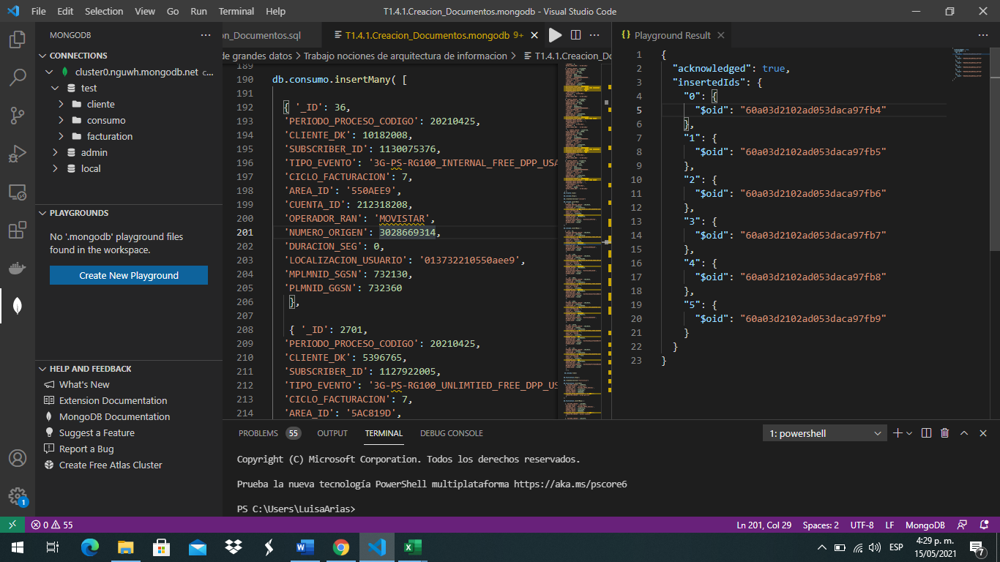 File Edit Selection View Go Run Terminal Help T1.4.1.Creacion_Documentos.mongodb - Visual Studio Code
MONGODB
CONNECTIONS
cluster0.nguwh.mongodb.net c...
test
cliente
consumo
facturation
admin
local
PLAYGROUNDS
No '.mongodb' playground files
found in the workspace.
Create New Playground
HELP AND FEEDBACK
What's New
Extension Documentation
MongoDB Documentation
Suggest a Feature
Report a Bug
Create Free Atlas Cluster
1
on_Documentos.sql T1.4.1.Creacion_Documentos.mongodb 9+
de grandes datos > Trabajo nociones de arquitectura de informacion > T1.4.1.Creacion_Do
189
190 db.consumo.insertMany( [
191
192 { '_ID': 36,
193 'PERIODO_PROCESO_CODIGO': 20210425,
194 'CLIENTE_DK': 10182008,
195 'SUBSCRIBER_ID': 1130075376,
196 'TIPO_EVENTO': '3G-PS-RG100_INTERNAL_FREE_DPP_USA
197 'CICLO_FACTURACION': 7,
198 'AREA_ID': '550AEE9',
199 'CUENTA_ID': 212318208,
200 'OPERADOR_RAN': 'MOVISTAR',
201 'NUMERO_ORIGEN': 3028669314,
202 'DURACION_SEG': 0,
203 'LOCALIZACION_USUARIO': '013732210550aee9',
204 'MPLMNID_SGSN': 732130,
205 'PLMNID_GGSN': 732360
206 },
207
208 { '_ID': 2701,
209 'PERIODO_PROCESO_CODIGO': 20210425,
210 'CLIENTE_DK': 5396765,
211 'SUBSCRIBER_ID': 1127922005,
212 'TIPO_EVENTO': '3G-PS-RG100_UNLIMTIED_FREE_DPP_US
213 'CICLO_FACTURACION': 7,
214 'AREA_ID': '5AC819D',
Playground Result
1 {
2 "acknowledged": true,
3 "insertedIds": {
4 "0": {
5 "$oid": "60a03d2102ad053daca97fb4"
6 },
7 "1": {
8 "$oid": "60a03d2102ad053daca97fb5"
9 },
10 "2": {
11 "$oid": "60a03d2102ad053daca97fb6"
12 },
13 "3": {
14 "$oid": "60a03d2102ad053daca97fb7"
15 },
16 "4": {
17 "$oid": "60a03d2102ad053daca97fb8"
18 },
19 "5": {
20 "$oid": "60a03d2102ad053daca97fb9"
21 }
22 }
23 }
PROBLEMS 55 OUTPUT TERMINAL DEBUG CONSOLE 1: powershell
Copyright (C) Microsoft Corporation. Todos los derechos reservados.
Prueba la nueva tecnología PowerShell multiplataforma https://aka.ms/pscore6
PS C:\Users\LuisaArias>
0 55 Ln 201, Col 29 Spaces: 2 UTF-8 LF MongoDB
ESP 4:29 p. m.
15/05/2021
7